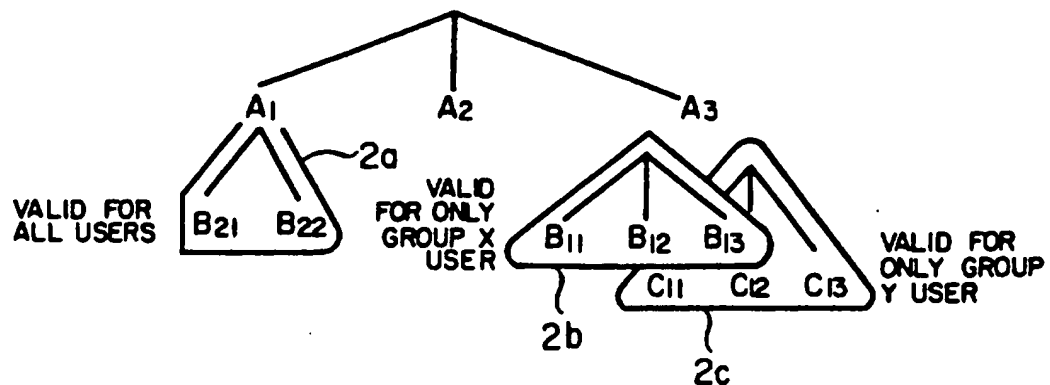 A1
A2
A3
2a
VALID FOR
ALL USERS
B21
B22
VALID
FOR ONLY
GROUP X
USER
B11
B12
B13
C11
C12
C13
VALID FOR
ONLY GROUP
Y USER
2b
2c